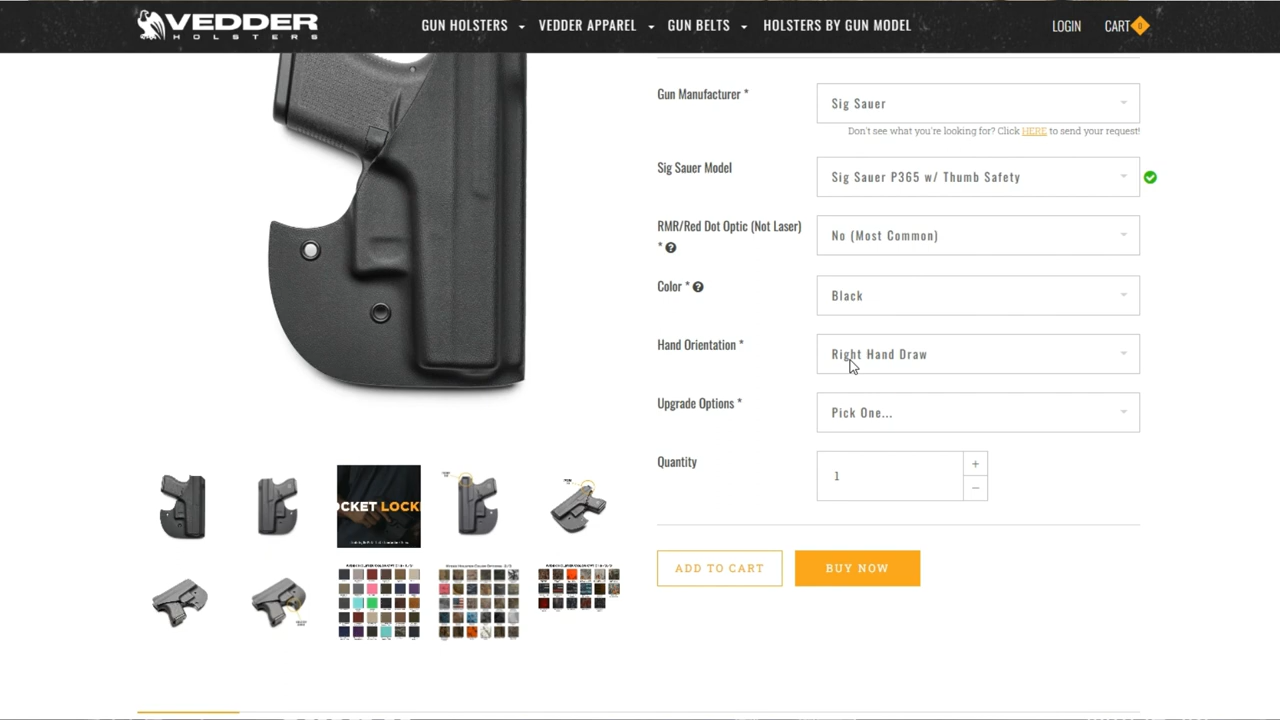 VEDDER
HOLSTERS
GUN HOLSTERS
VEDDER APPAREL
GUN BELTS
HOLSTERS BY GUN MODEL
LOGIN
CART
0
Gun Manufacturer *
Sig Sauer
Don't see what you're looking for? Click HERE to send your request!
Sig Sauer Model
Sig Sauer P365 w/ Thumb Safety
RMR/Red Dot Optic (Not Laser)
* ?
No (Most Common)
Color * ?
Black
Hand Orientation *
Right Hand Draw
Upgrade Options *
Pick One...
Quantity
1
+
−
OCKET LOCK
ADD TO CART
BUY NOW